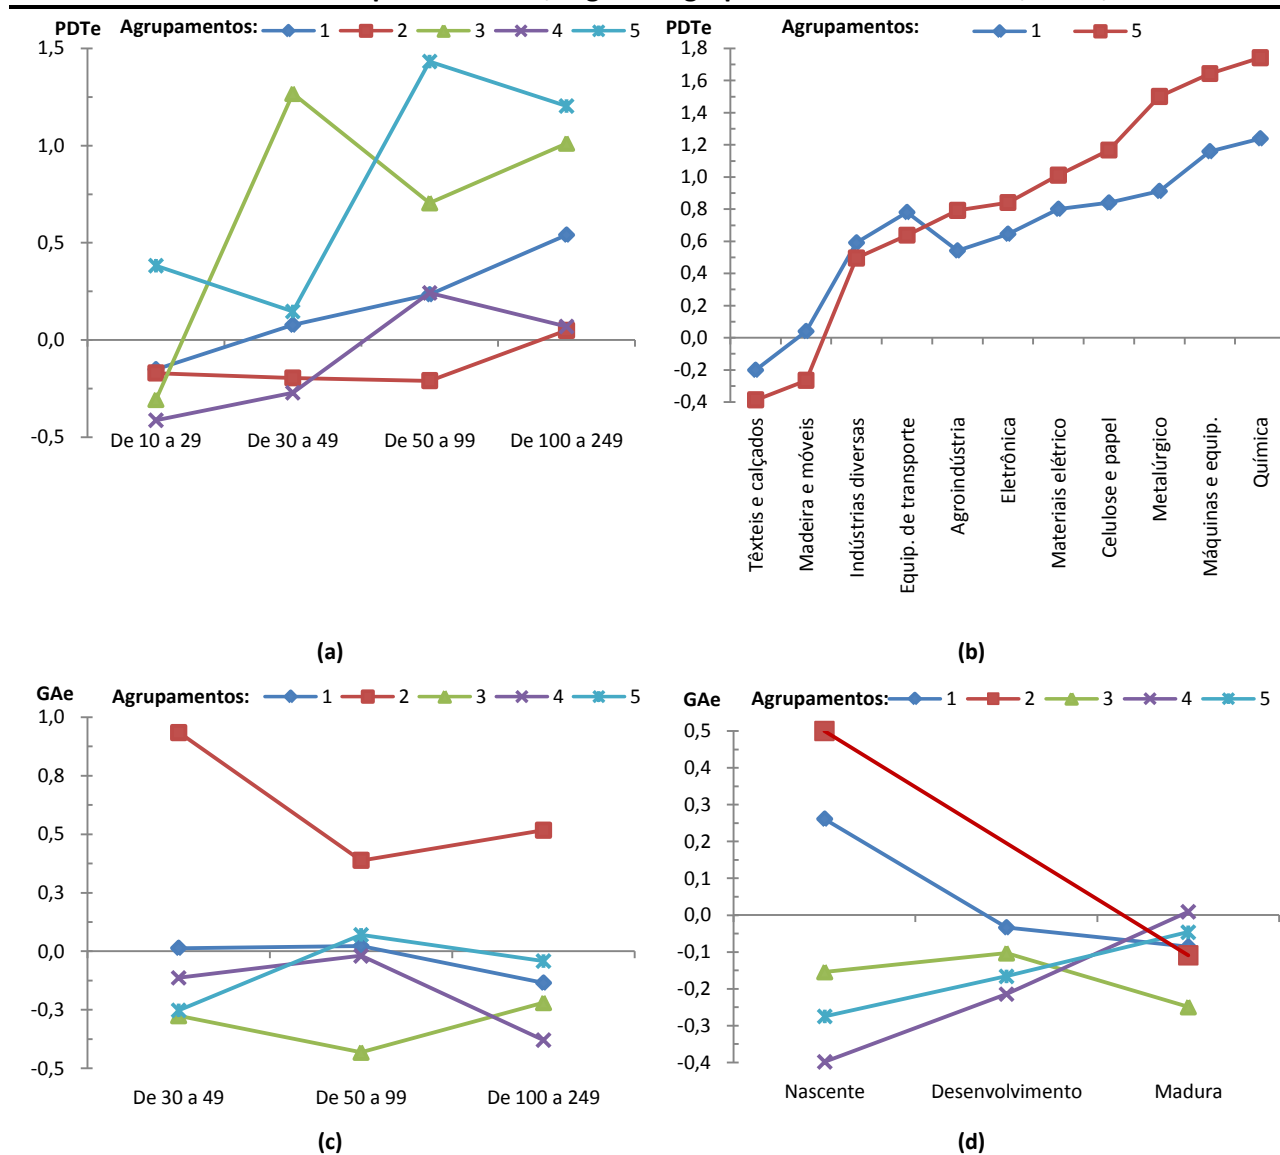 PDTe Agrupamentos: 1 2 3 4 5
1,5
1,0
0,5
0,0
-0,5
De 10 a 29 De 30 a 49 De 50 a 99 De 100 a 249
(a)
PDTe Agrupamentos: 1 5
1,8
1,6
1,4
1,2
1,0
0,8
0,6
0,4
0,2
0,0
-0,2
-0,4
Têxteis e calçados
Madeira e móveis
Indústrias diversas
Equip. de transporte
Agroindústria
Eletrônica
Materiais elétrico
Celulose e papel
Metalúrgico
Máquinas e equip.
Química
(b)
GAe Agrupamentos: 1 2 3 4 5
1,0
0,8
0,5
0,3
0,0
-0,3
-0,5
De 30 a 49 De 50 a 99 De 100 a 249
(c)
GAe Agrupamentos: 1 2 3 4 5
0,5
0,4
0,3
0,2
0,1
0,0
-0,1
-0,2
-0,3
-0,4
Nascente Desenvolvimento Madura
(d)